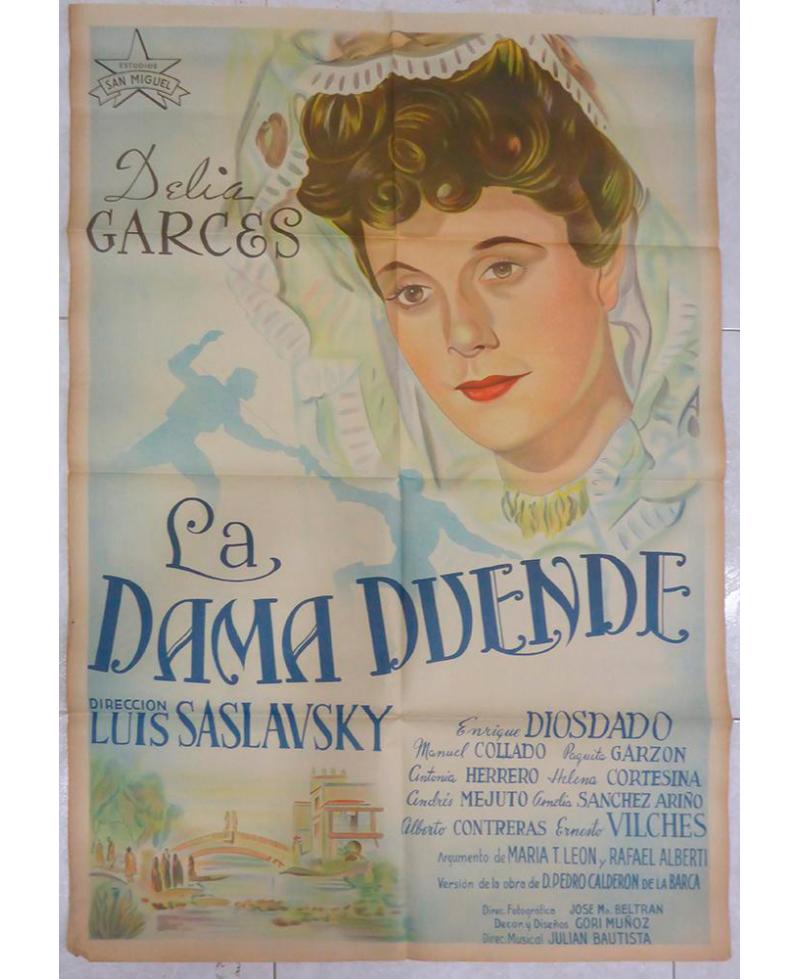 ESTUDIOS
SAN MIGUEL
Delia
GARCES
La
DAMA DUENDE
DIRECCION
LUIS SASLAVSKY
Enrique DIOSDADO
Manuel COLLADO Paquita GARZON
Antonia HERRERO Helena CORTESINA
Andrés MEJUTO Amelia SANCHEZ ARIÑO
Alberto CONTRERAS Ernesto VILCHES
Argumento de MARIA T. LEON y RAFAEL ALBERTI
Versión de la obra de D. PEDRO CALDERON DE LA BARCA
Direc. Fotográfica JOSE Ma. BELTRAN
Decor. y Diseños GORI MUÑOZ
Direc. Musical JULIAN BAUTISTA